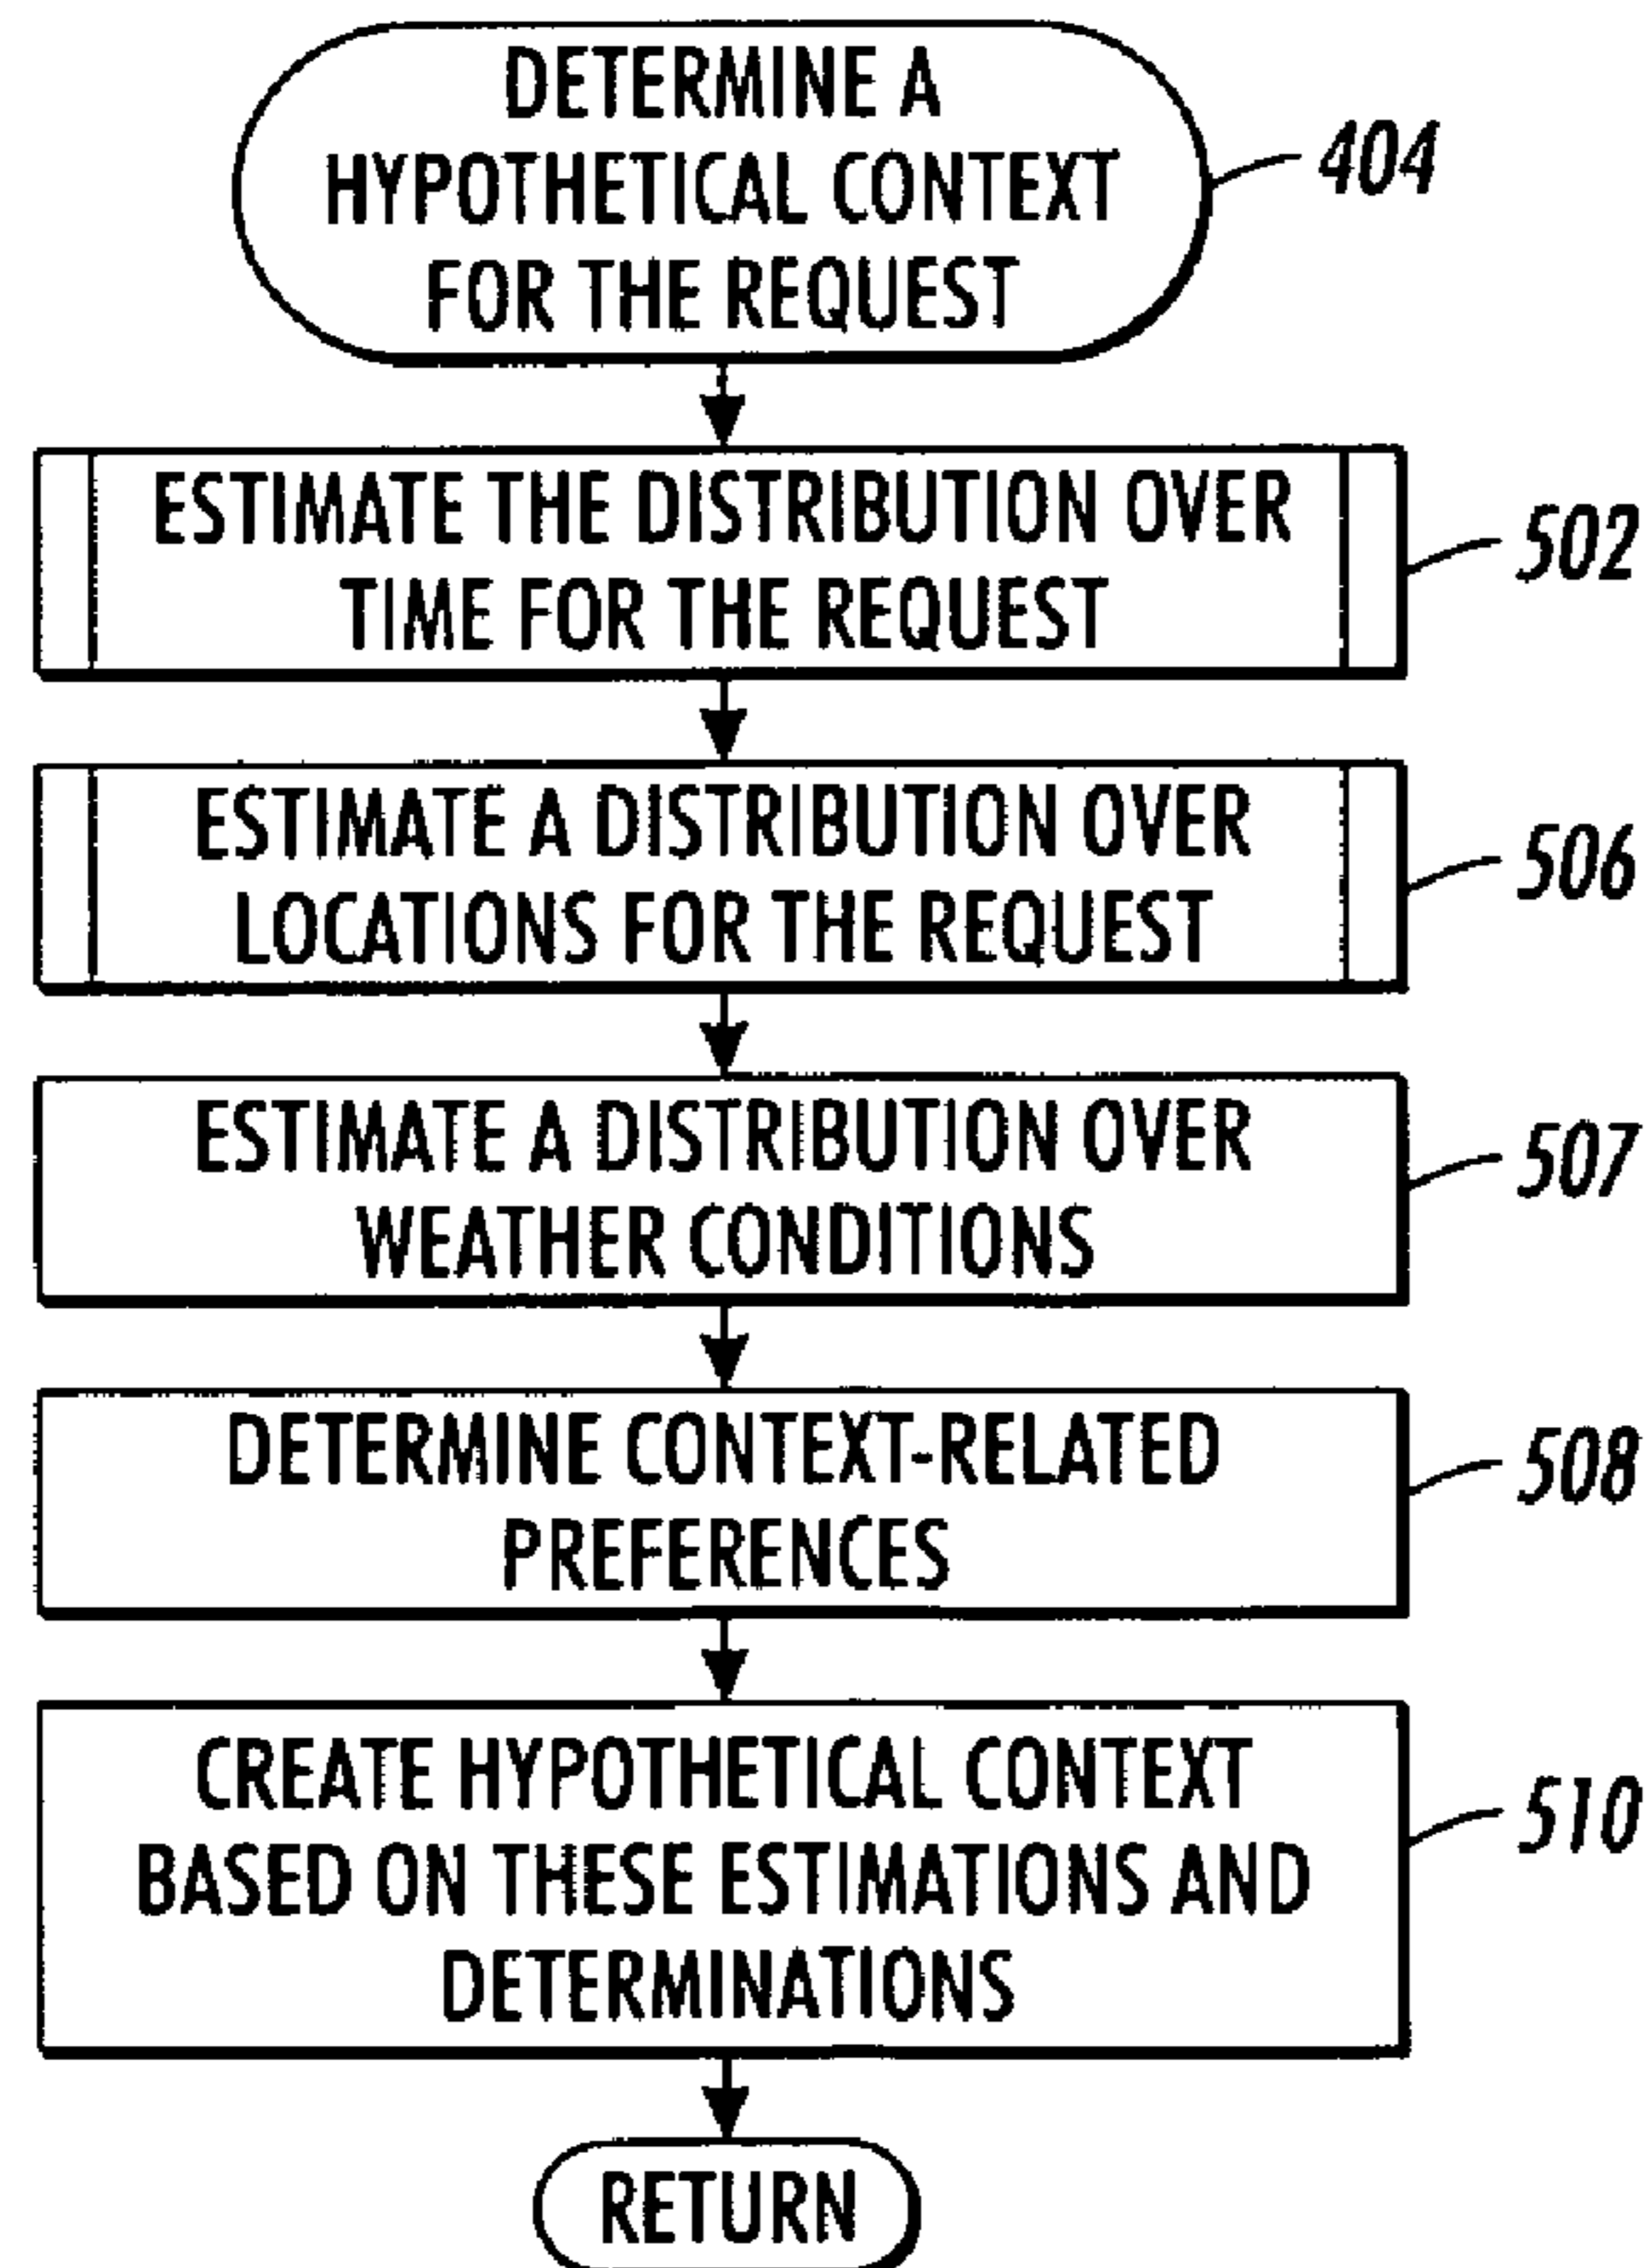 DETERMINE A
HYPOTHETICAL CONTEXT
FOR THE REQUEST
404
ESTIMATE THE DISTRIBUTION OVER
TIME FOR THE REQUEST
502
ESTIMATE A DISTRIBUTION OVER
LOCATIONS FOR THE REQUEST
506
ESTIMATE A DISTRIBUTION OVER
WEATHER CONDITIONS
507
DETERMINE CONTEXT-RELATED
PREFERENCES
508
CREATE HYPOTHETICAL CONTEXT
BASED ON THESE ESTIMATIONS AND
DETERMINATIONS
510
RETURN